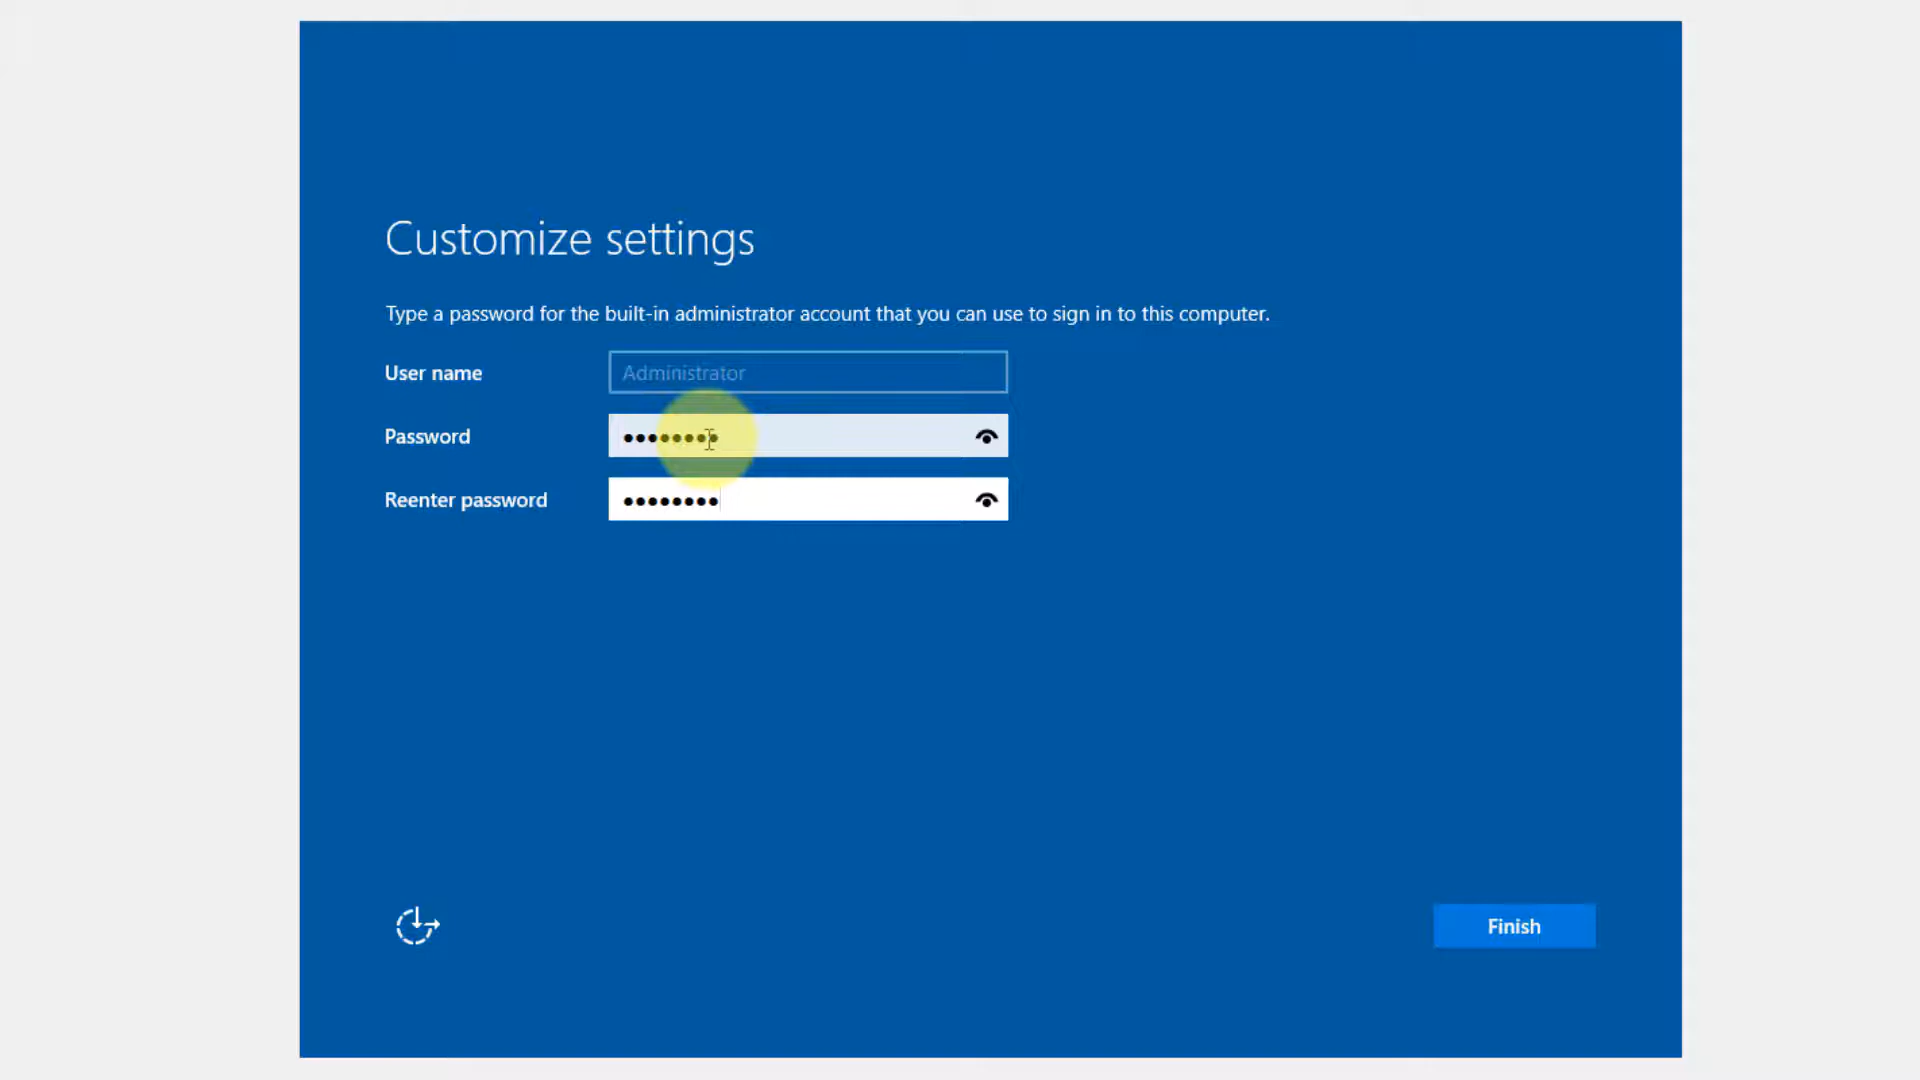 Customize settings
Type a password for the built-in administrator account that you can use to sign in to this computer.
User name
Administrator
Password
••••••••
Reenter password
••••••••
Finish